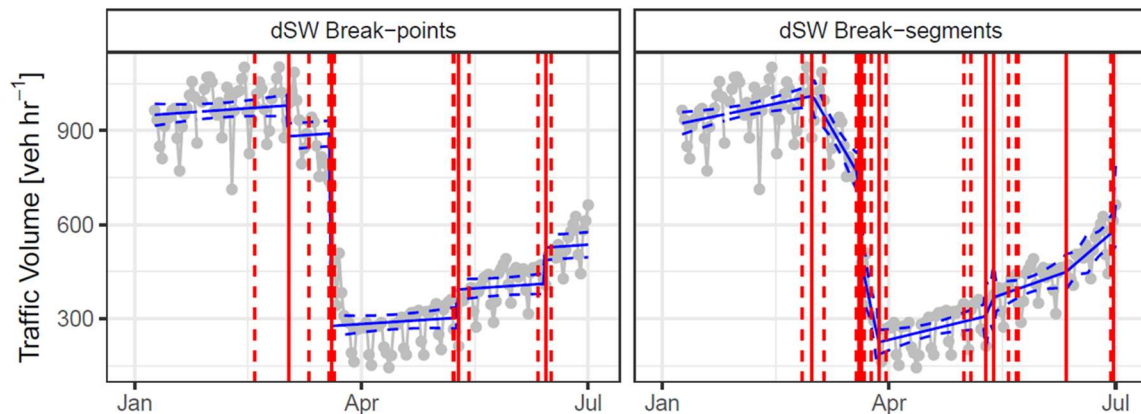 dSW Break−points
dSW Break−segments
Traffic Volume [veh hr⁻¹]
900
600
300
Jan
Apr
Jul
Jan
Apr
Jul